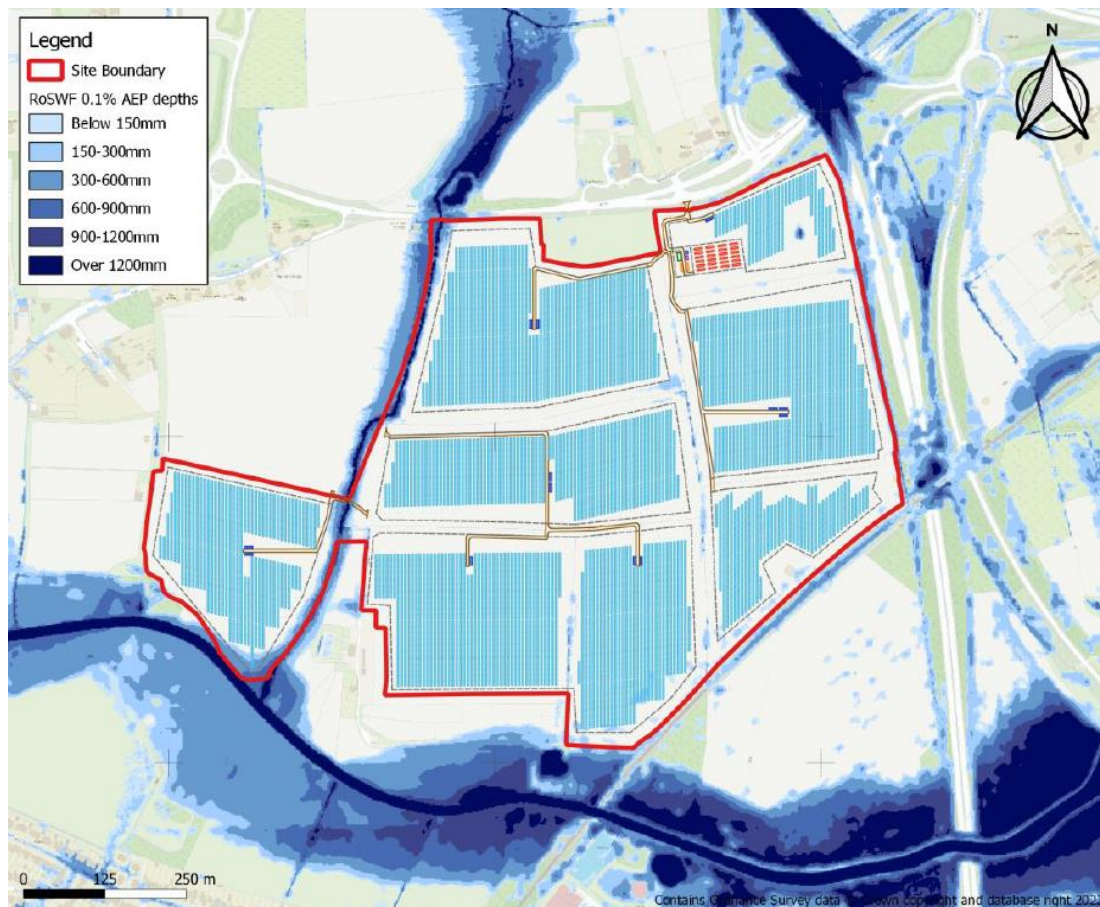 Legend
Site Boundary
RoSWF 0.1% AEP depths
Below 150mm
150-300mm
300-600mm
600-900mm
900-1200mm
Over 1200mm
N
0 125 250 m
Contains Ordnance Survey data © Crown copyright and database right